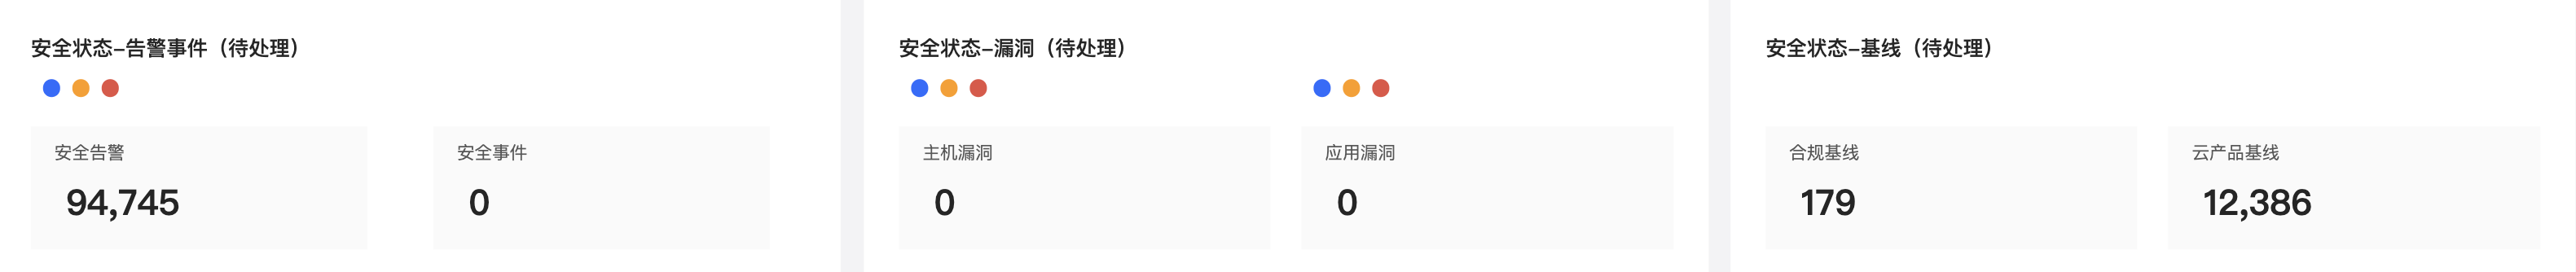 安全状态–告警事件（待处理）
安全告警
94,745
安全事件
0
安全状态–漏洞（待处理）
主机漏洞
0
应用漏洞
0
安全状态–基线（待处理）
合规基线
179
云产品基线
12,386